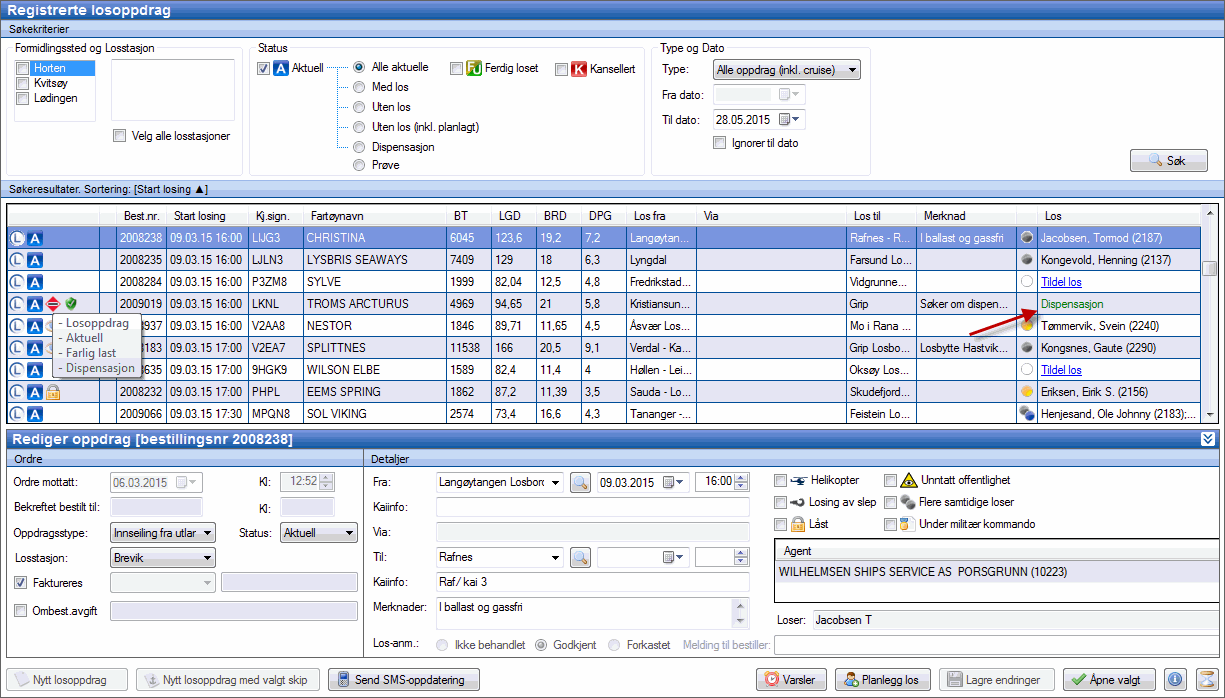 Registrerte losoppdrag
Søkekriterier
Formidlingssted og Losstasjon
Horten
Kvitsøy
Lødingen
Velg alle losstasjoner
Status
A Aktuell
Alle aktuelle
Med los
Uten los
Uten los (inkl. planlagt)
Dispensasjon
Prøve
FU Ferdig loset
K Kansellert
Type og Dato
Type: Alle oppdrag (inkl. cruise)
Fra dato:
Til dato: 28.05.2015
Ignorer til dato
Søk
Søkeresultater. Sortering: [Start losing ▲]
Best.nr. Start losing Kj.sign. Fartøynavn BT LGD BRD DPG Los fra Via Los til Merknad Los
L A 2008238 09.03.15 16:00 LIJG3 CHRISTINA 6045 123,6 19,2 7,2 Langøytan... Rafnes - R... I ballast og gassfri Jacobsen, Tormod (2187)
L A 2008235 09.03.15 16:00 LJLN3 LYSBRIS SEAWAYS 7409 129 18 6,3 Lyngdal Farsund Lo... Kongevold, Henning (2137)
L A 2008284 09.03.15 16:00 P3ZM8 SYLVE 1999 82,04 12,5 4,8 Fredrikstad... Vidgrunne... Tildel los
L A 2009019 09.03.15 16:00 LKNL TROMS ARCTURUS 4969 94,65 21 5,8 Kristiansun... Grip Søker om dispen... Dispensasjon
L A 937 09.03.15 16:00 V2AA8 NESTOR 1846 89,71 11,65 4,5 Åsvær Los... Mo i Rana ... Tømmervik, Svein (2240)
L A 183 09.03.15 17:00 V2EA7 SPLITTNES 11538 166 20,5 9,1 Verdal - Ka... Grip Losbo... Losbytte Hastvik... Kongsnes, Gaute (2290)
L A 635 09.03.15 17:00 9HGK9 WILSON ELBE 1589 82,4 11,4 4 Høllen - Lei... Oksøy Los... Tildel los
L A 2008232 09.03.15 17:00 PHPL EEMS SPRING 1862 87,2 11,39 3,5 Sauda - Lo... Skudefjord... Eriksen, Eirik S. (2156)
L A 2009066 09.03.15 17:30 MPQN8 SOL VIKING 2574 73,4 16,6 4,3 Tananger -... Feistein Lo... Henjesand, Ole Johnny (2183);...
- Losoppdrag
- Aktuell
- Farlig last
- Dispensasjon
Rediger oppdrag [bestillingsnr 2008238]
Ordre
Ordre mottatt: 06.03.2015 Kl: 12:52
Bekreftet bestilt til: Kl:
Oppdragstype: Innseiling fra utlar Status: Aktuell
Losstasjon: Brevik
Faktureres
Ombest.avgift
Detaljer
Fra: Langøytangen Losbord 09.03.2015 16:00
Kaiinfo:
Via:
Til: Rafnes
Kaiinfo: Raf/ kai 3
Merknader: I ballast og gassfri
Los-anm.: Ikke behandlet Godkjent Forkastet Melding til bestiller:
Helikopter Unntatt offentlighet
Losing av slep Flere samtidige loser
Låst Under militær kommando
Agent
WILHELMSEN SHIPS SERVICE AS PORSGRUNN (10223)
Loser: Jacobsen T
Nytt losoppdrag Nytt losoppdrag med valgt skip Send SMS-oppdatering Varsler Planlegg los Lagre endringer Åpne valgt